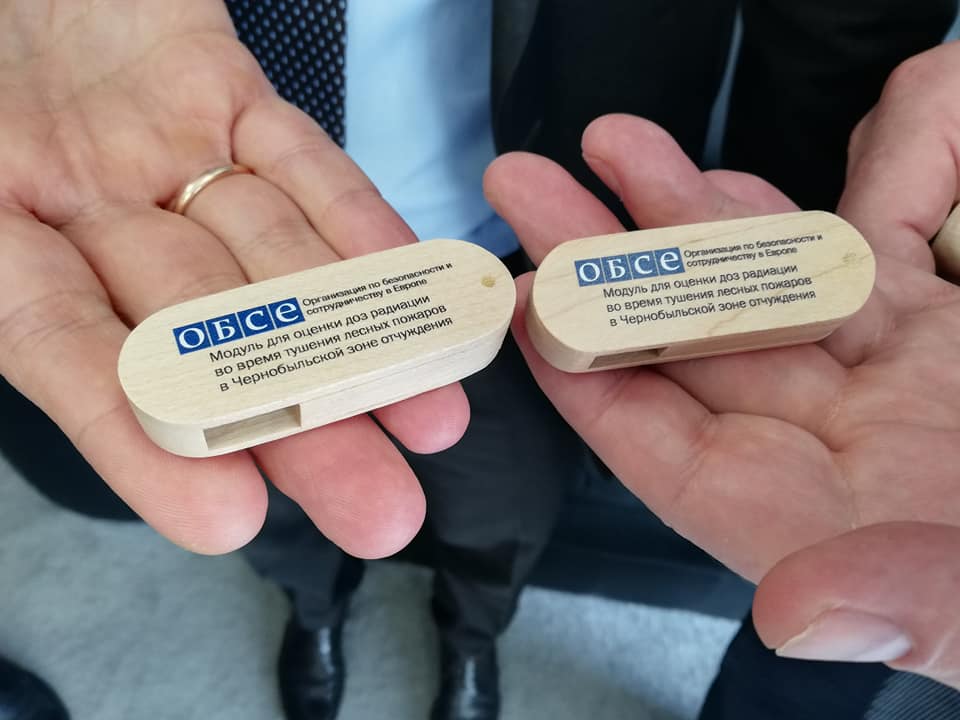 ОБСЕ Организация по безопасности и
сотрудничеству в Европе
Модуль для оценки доз радиации
во время тушения лесных пожаров
в Чернобыльской зоне отчуждения
ОБСЕ Организация по безопасности и
сотрудничеству в Европе
Модуль для оценки доз радиации
во время тушения лесных пожаров
в Чернобыльской зоне отчуждения